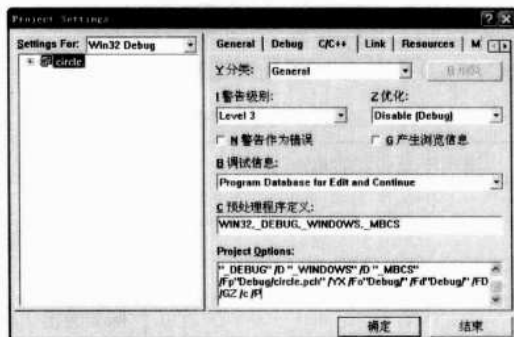 Project Settings
Settings For: Win32 Debug
circle
General Debug C/C++ Link Resources M
Y分类: General
I警告级别: Z优化:
Level 3 Disable (Debug)
N警告作为错误 G产生浏览信息
B调试信息:
Program Database for Edit and Continue
C预处理程序定义:
WIN32,_DEBUG,_WINDOWS,_MBCS
Project Options:
"_DEBUG" /D "_WINDOWS" /D "_MBCS"
/Fp"Debug/circle.pch" /YX /Fo"Debug/" /Fd"Debug/" /FD
/GZ /c /P
确定 结束